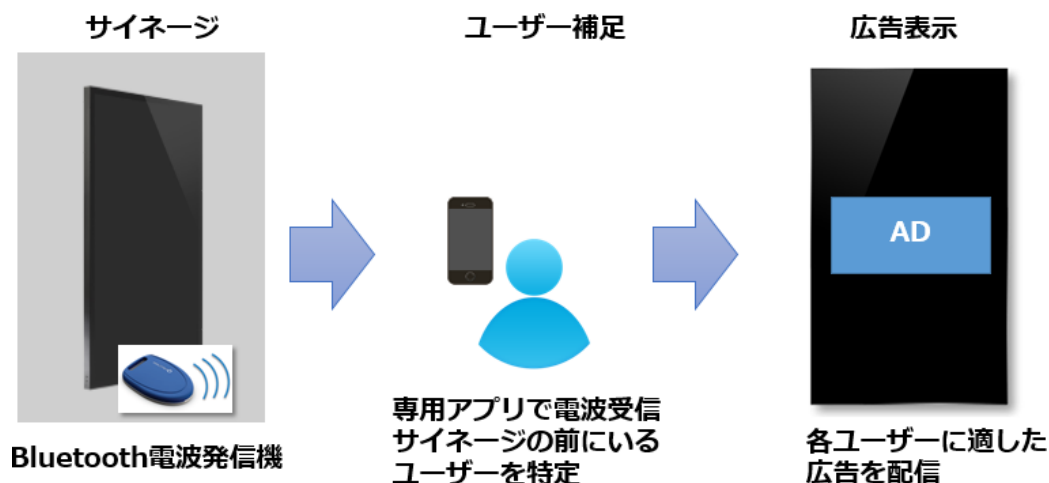 サイネージ
ユーザー補足
広告表示
AD
Bluetooth電波発信機
専用アプリで電波受信
サイネージの前にいる
ユーザーを特定
各ユーザーに適した
広告を配信